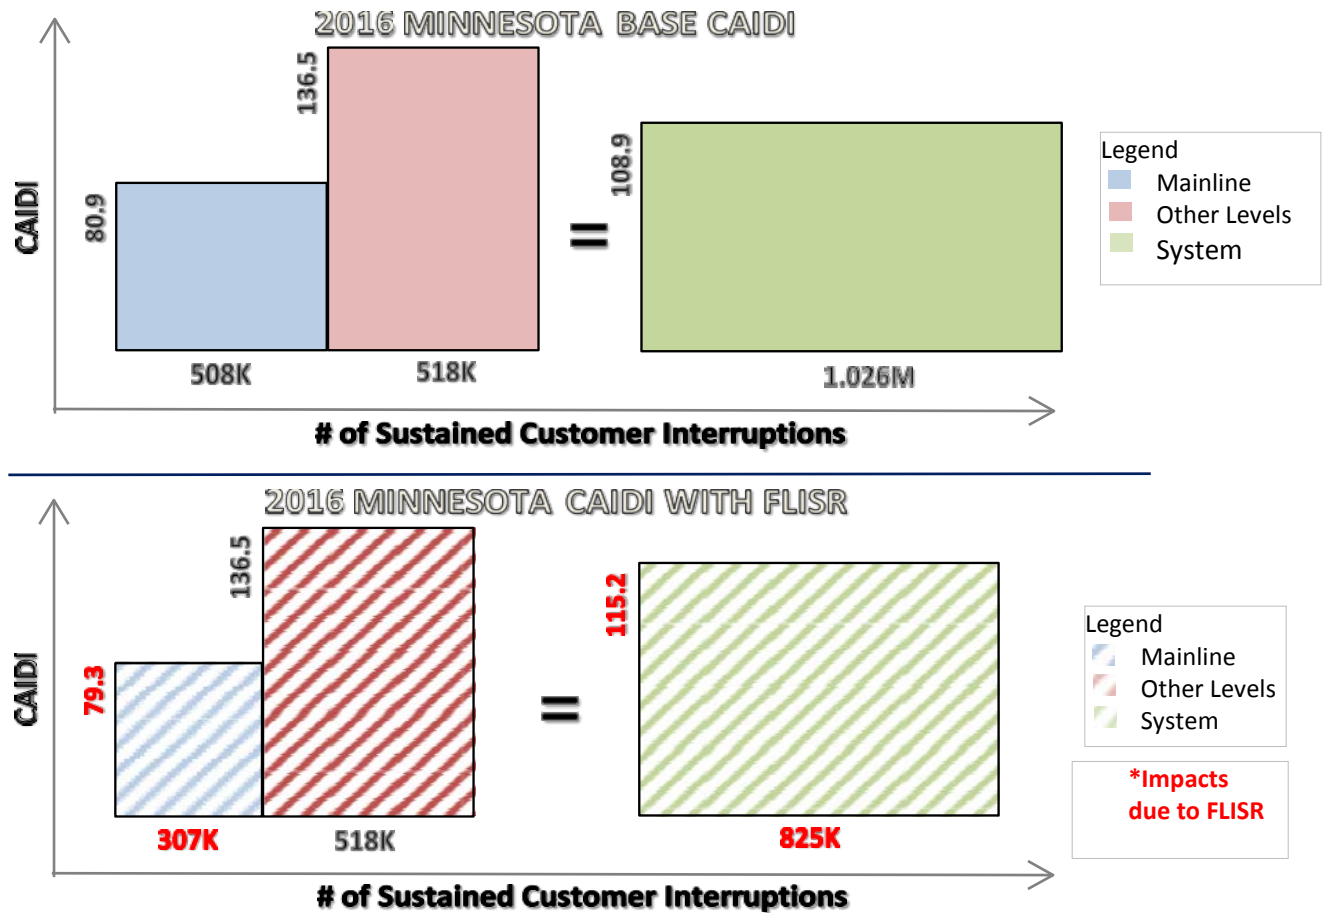 2016 MINNESOTA BASE CAIDI
CAIDI
80.9
136.5
508K
518K
=
108.9
1.026M
# of Sustained Customer Interruptions
Legend
Mainline
Other Levels
System
2016 MINNESOTA CAIDI WITH FLISR
CAIDI
79.3
136.5
307K
518K
=
115.2
825K
# of Sustained Customer Interruptions
Legend
Mainline
Other Levels
System
*Impacts
due to FLISR